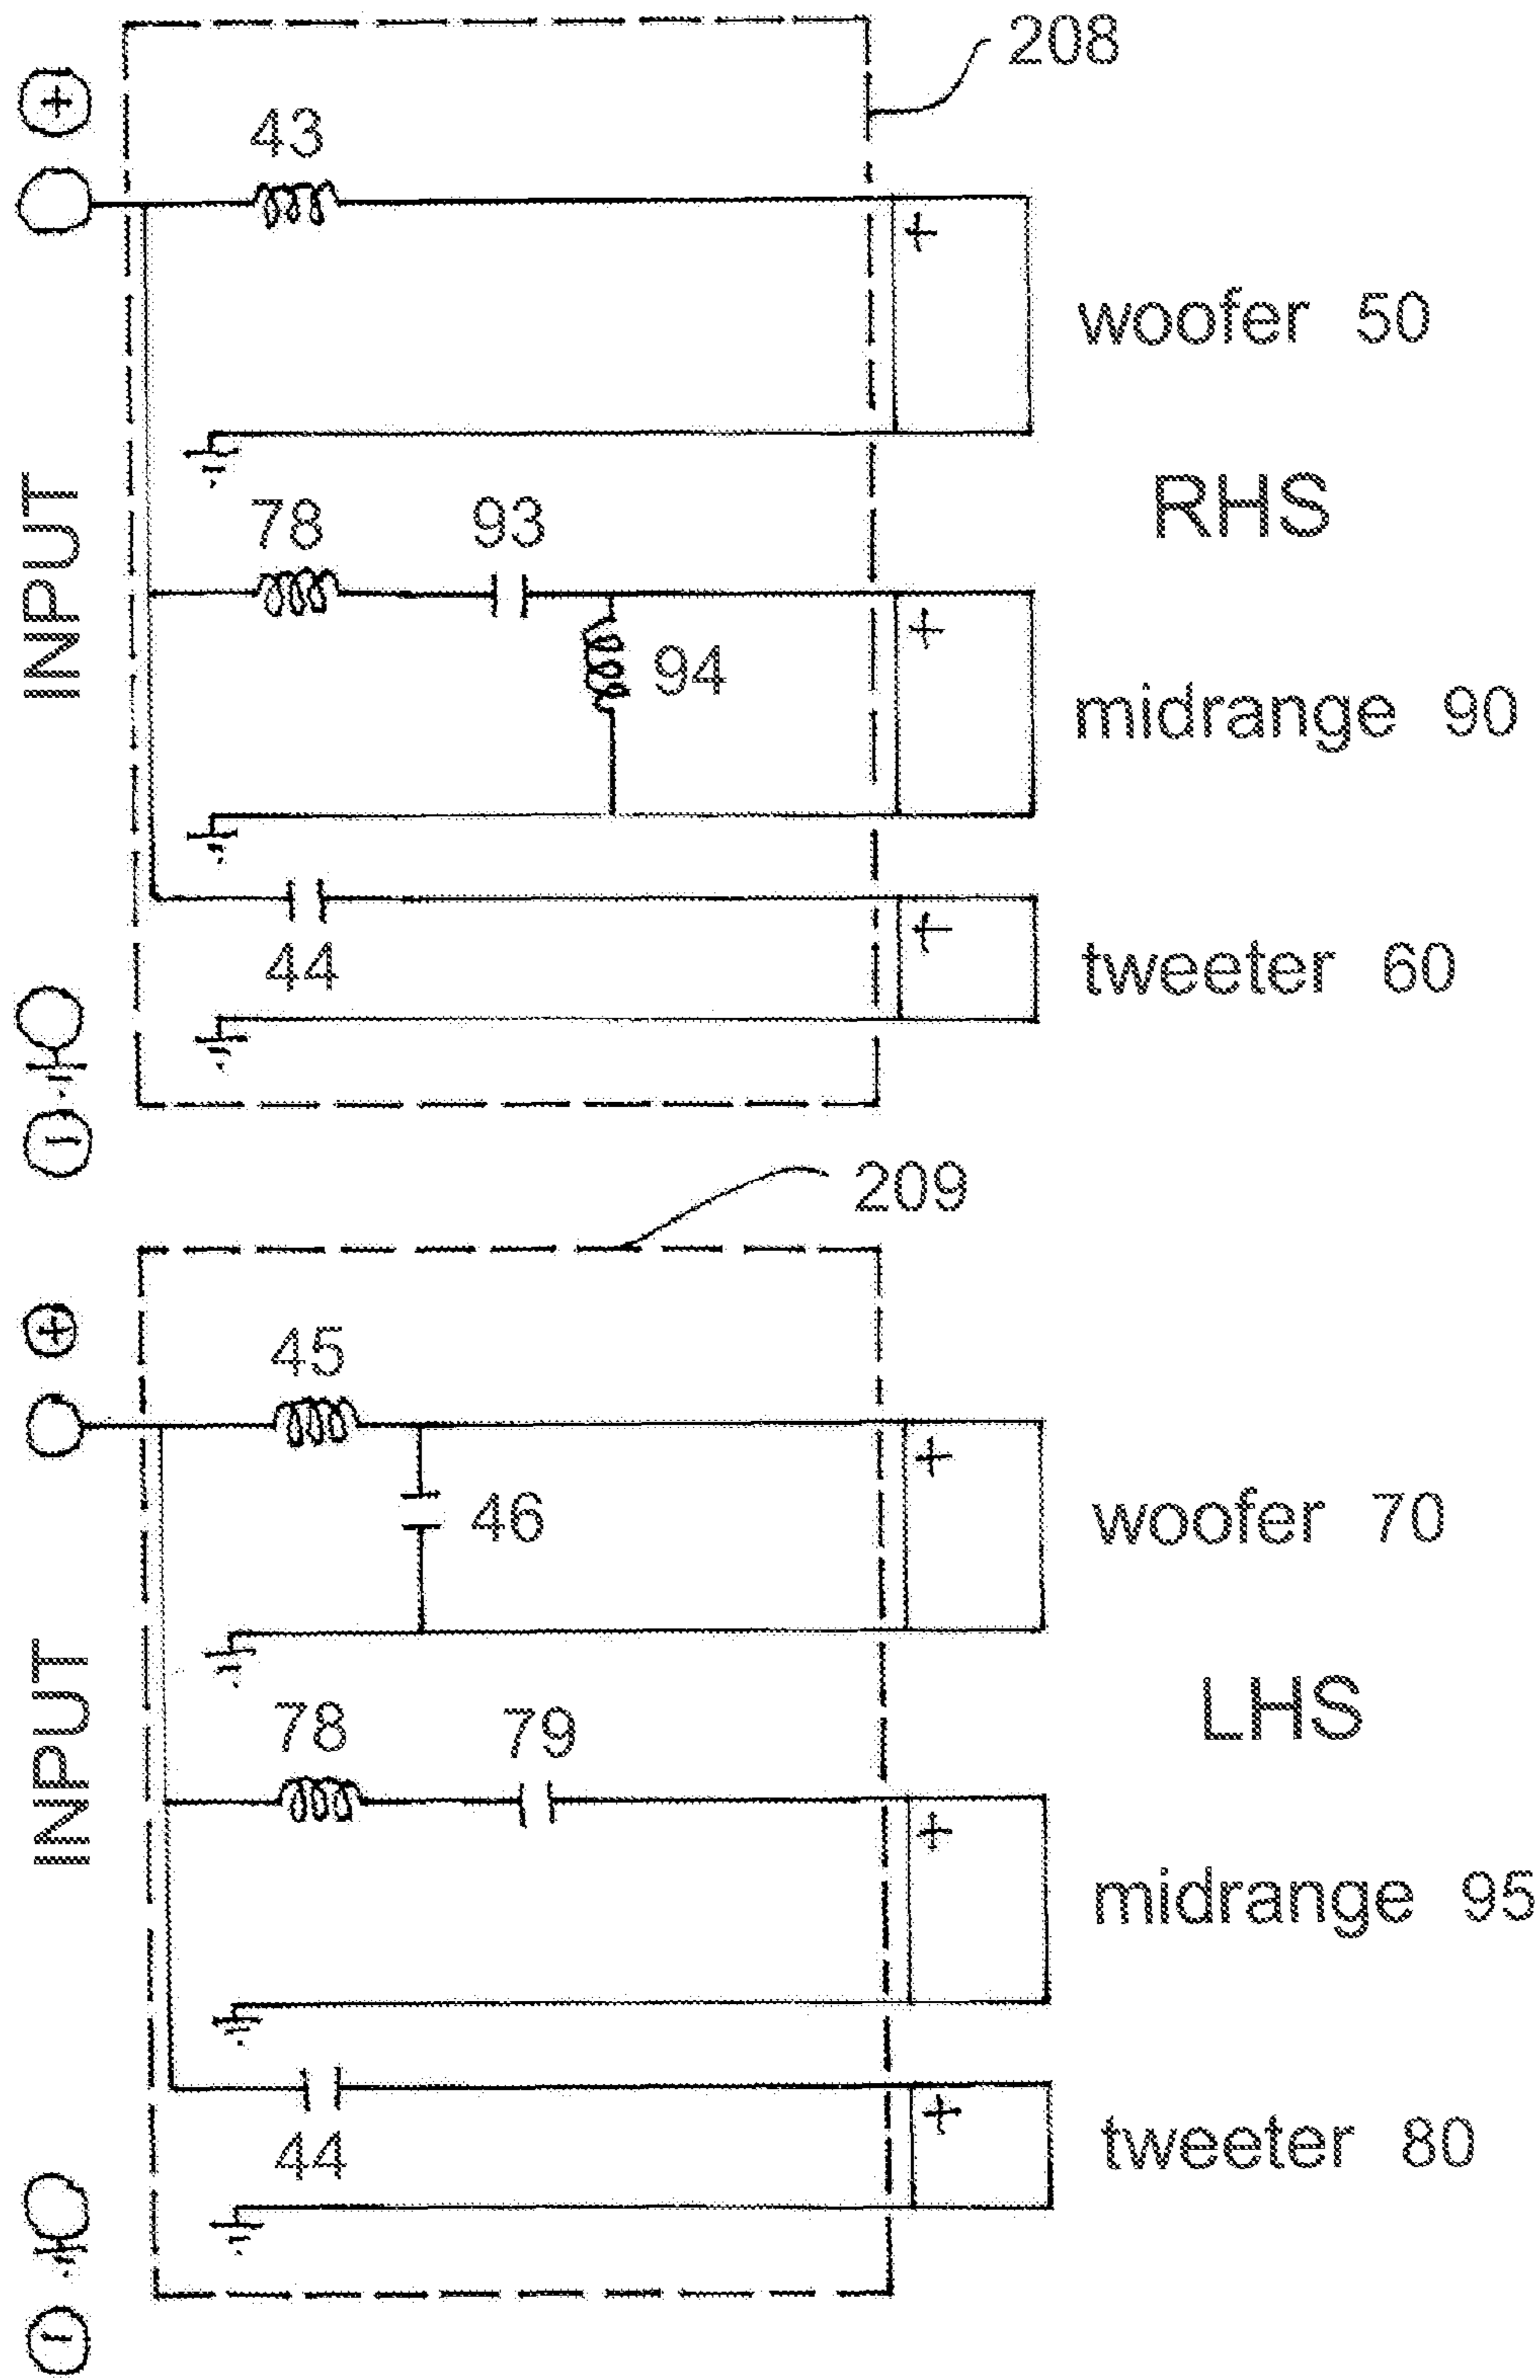 208
+
43
+
woofer 50
RHS
78
93
INPUT
94
+
midrange 90
44
+
tweeter 60
-
209
+
45
+
46
woofer 70
LHS
78
79
INPUT
+
midrange 95
44
+
tweeter 80
-